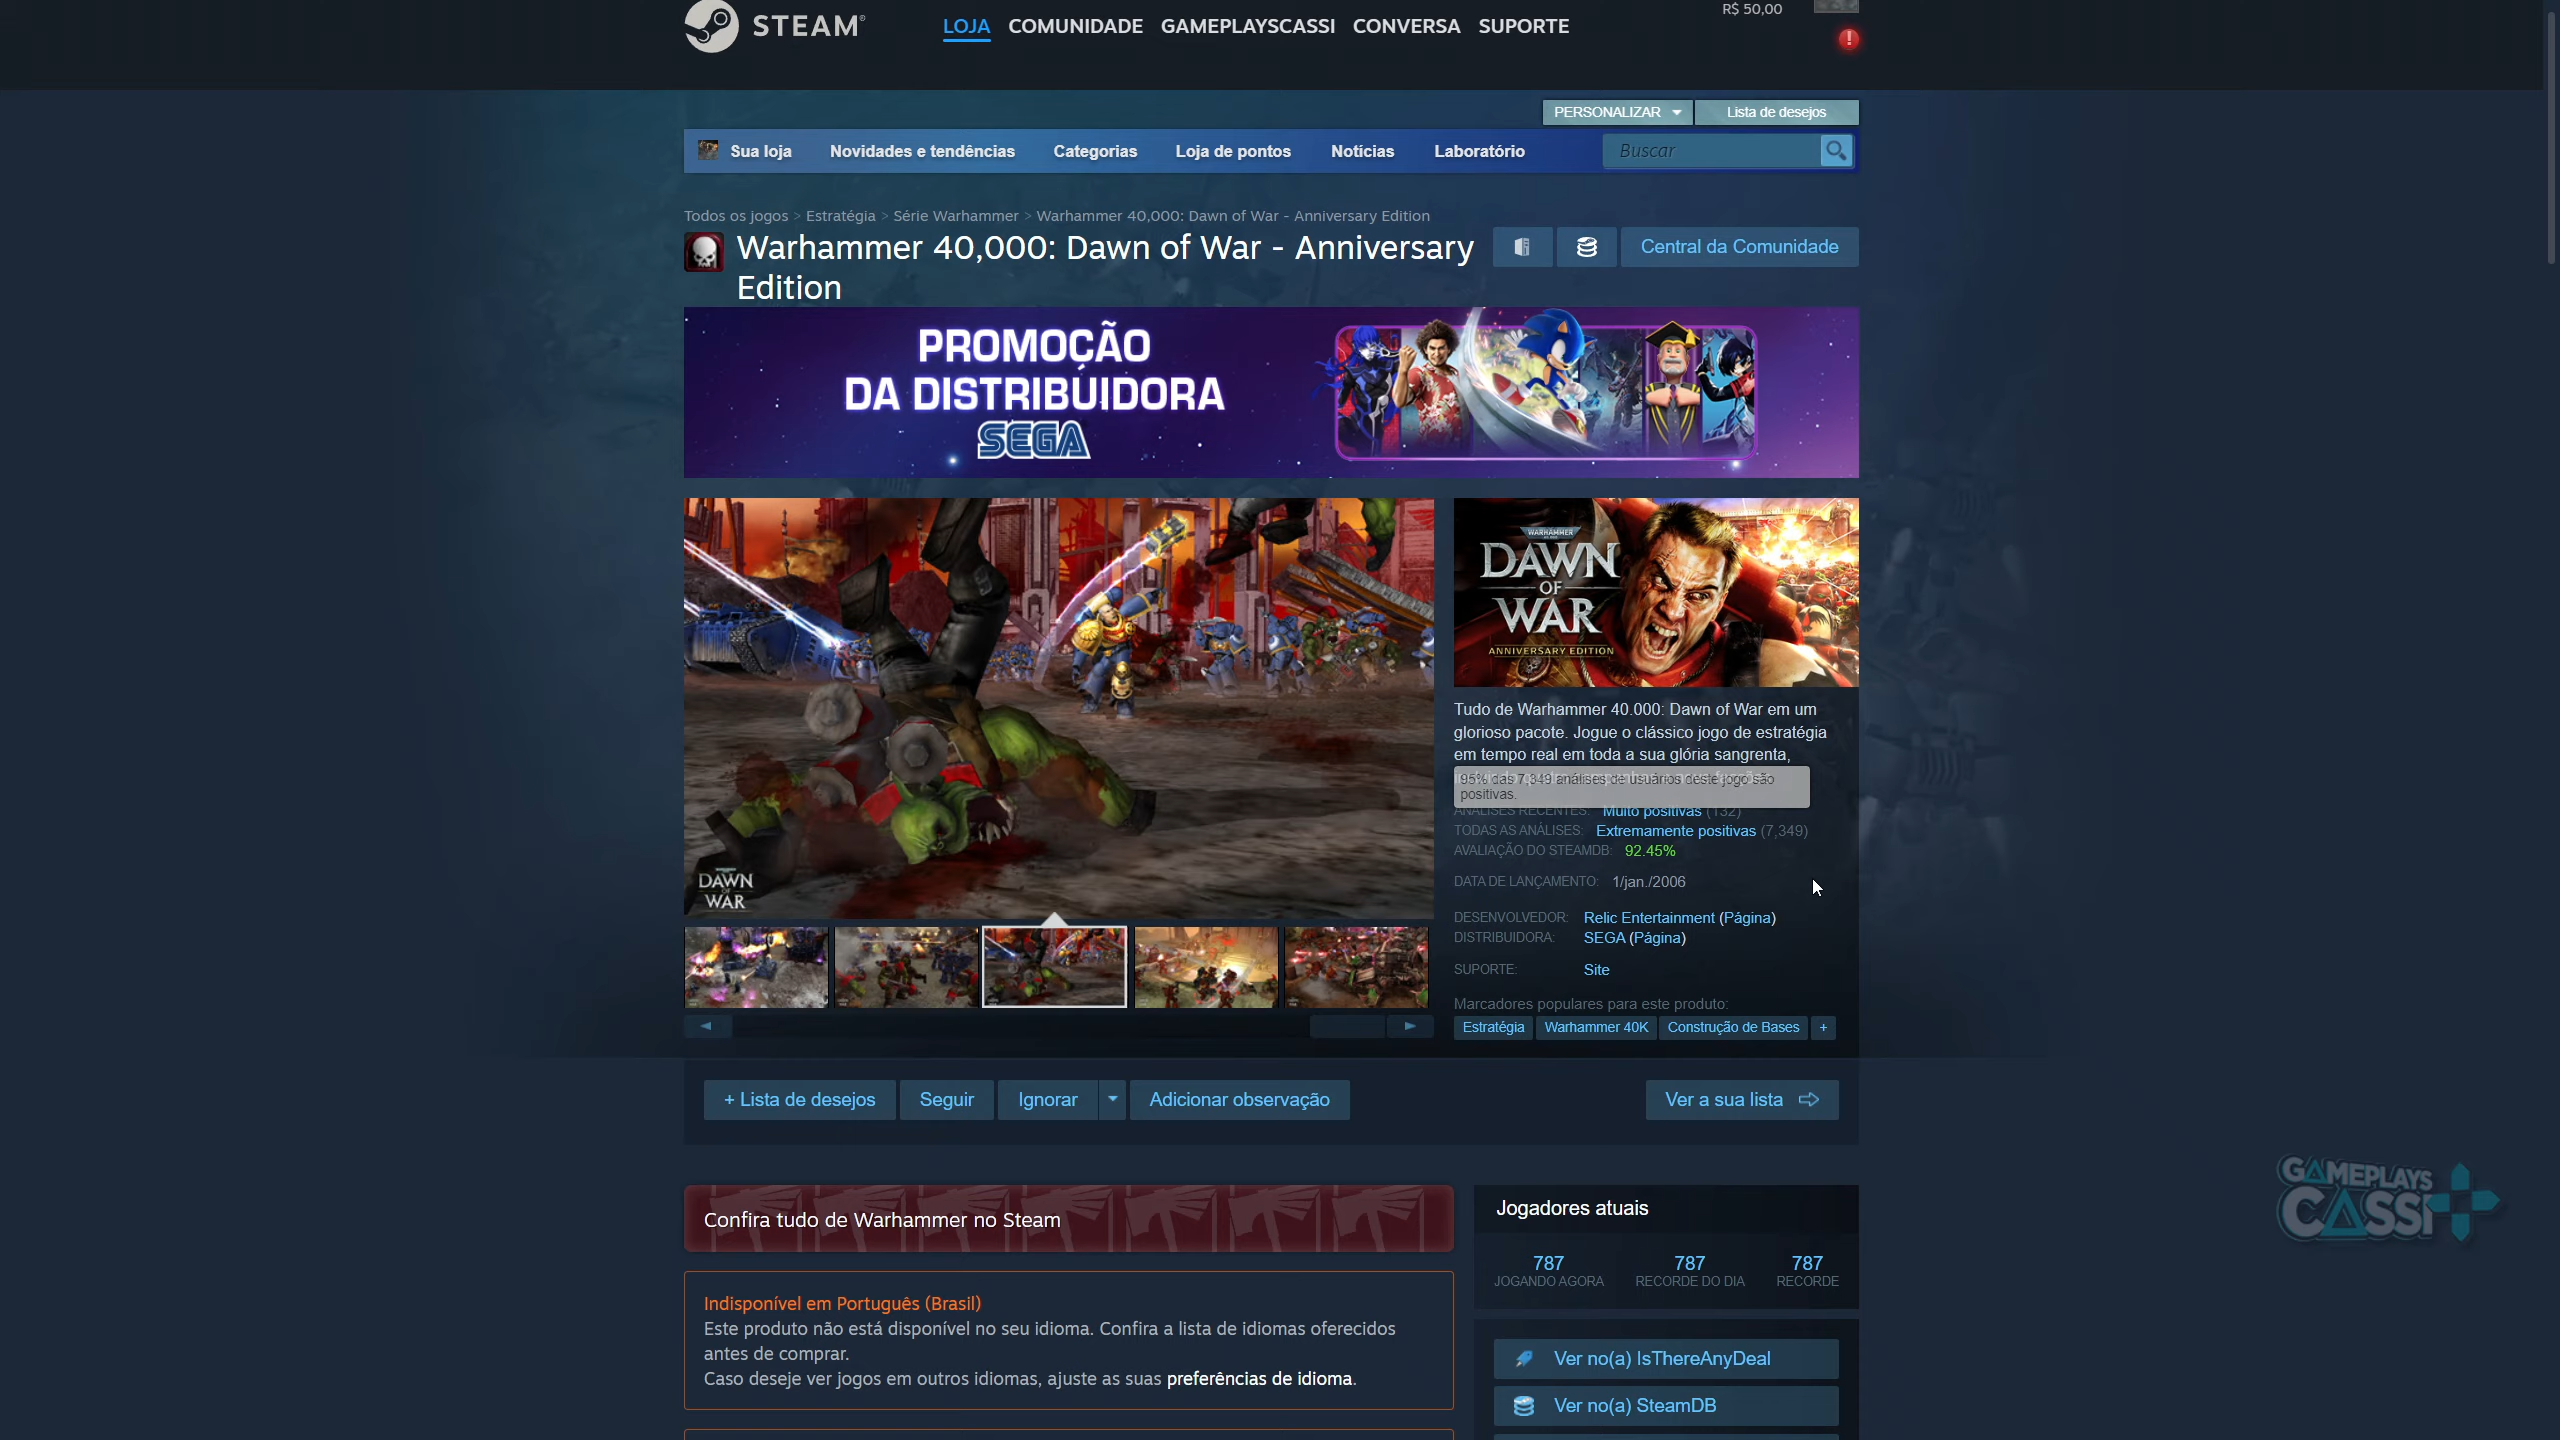 STEAM
LOJA COMUNIDADE GAMEPLAYSCASSI CONVERSA SUPORTE
R$ 50,00
PERSONALIZAR
Lista de desejos
Sua loja
Novidades e tendências
Categorias
Loja de pontos
Notícias
Laboratório
Buscar
Todos os jogos > Estratégia > Série Warhammer > Warhammer 40,000: Dawn of War - Anniversary Edition
Warhammer 40,000: Dawn of War - Anniversary
Edition
Central da Comunidade
PROMOÇÃO
DA DISTRIBUIDORA
SEGA
WARHAMMER
DAWN
OF
WAR
ANNIVERSARY EDITION
DAWN
OF
WAR
Tudo de Warhammer 40.000: Dawn of War em um
glorioso pacote. Jogue o clássico jogo de estratégia
em tempo real em toda a sua glória sangrenta,
95% das 7,349 análises de usuários deste jogo são
positivas.
ANÁLISES RECENTES: Muito positivas (132)
TODAS AS ANÁLISES: Extremamente positivas (7,349)
AVALIAÇÃO DO STEAMDB: 92.45%
DATA DE LANÇAMENTO: 1/jan./2006
DESENVOLVEDOR: Relic Entertainment (Página)
DISTRIBUIDORA: SEGA (Página)
SUPORTE: Site
Marcadores populares para este produto:
Estratégia
Warhammer 40K
Construção de Bases
+
+ Lista de desejos
Seguir
Ignorar
Adicionar observação
Ver a sua lista
Confira tudo de Warhammer no Steam
Jogadores atuais
787 787 787
JOGANDO AGORA RECORDE DO DIA RECORDE
Indisponível em Português (Brasil)
Este produto não está disponível no seu idioma. Confira a lista de idiomas oferecidos
antes de comprar.
Caso deseje ver jogos em outros idiomas, ajuste as suas preferências de idioma.
Ver no(a) IsThereAnyDeal
Ver no(a) SteamDB
GAMEPLAYS
CASSI